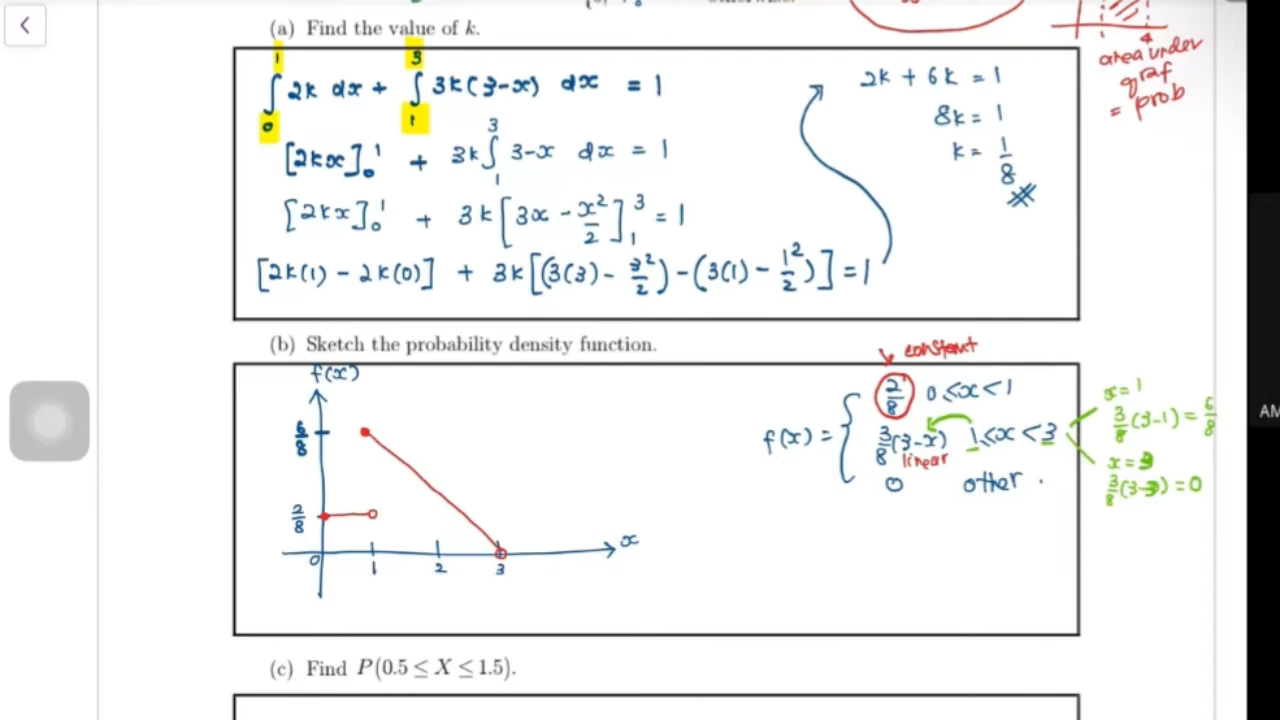 (a) Find the value of k.
∫₀¹ 2k dx + ∫₁³ 3k(3-x) dx = 1
[2kx]₀¹ + 3k∫₁³ 3-x dx = 1
[2kx]₀¹ + 3k[3x - x²/2]₁³ = 1
[2k(1) - 2k(0)] + 3k[(3(3) - 3²/2) - (3(1) - 1²/2)] = 1
2k + 6k = 1
8k = 1
k = 1/8
4
area under
graf
= prob
(b) Sketch the probability density function.
f(x)
6/8
2/8
0
1
2
3
x
constant
f(x) = {
2/8 0≤x<1
3/8(3-x) 1≤x<3
linear
0 other.
x=1
3/8(3-1) = 6/8
x=3
3/8(3-3) = 0
AM
(c) Find P(0.5 ≤ X ≤ 1.5).